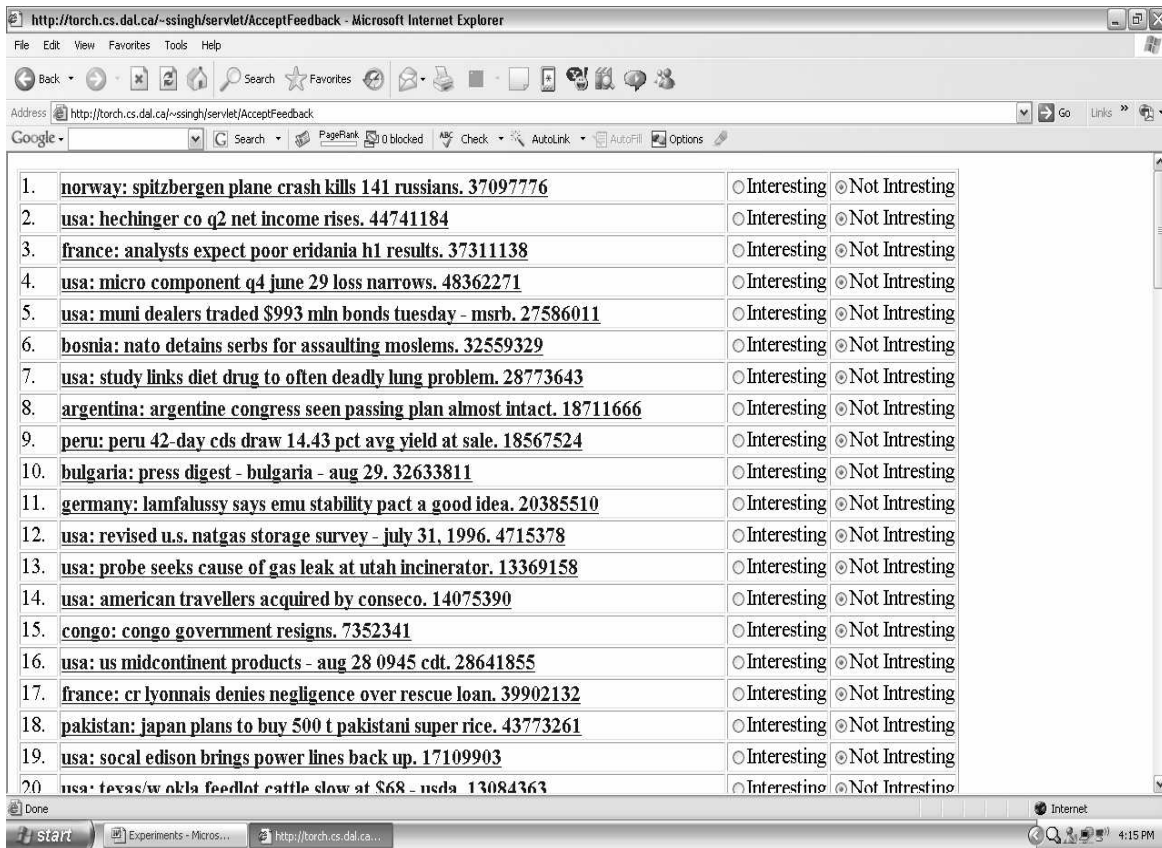 http://torch.cs.dal.ca/~ssingh/servlet/AcceptFeedback - Microsoft Internet Explorer
File Edit View Favorites Tools Help
Back Search Favorites
Address http://torch.cs.dal.ca/~ssingh/servlet/AcceptFeedback Go Links »
Google Search PageRank 0 blocked ABC Check AutoLink AutoFill Options
1. norway: spitzbergen plane crash kills 141 russians. 37097776 Interesting Not Intresting
2. usa: hechinger co q2 net income rises. 44741184 Interesting Not Intresting
3. france: analysts expect poor eridania h1 results. 37311138 Interesting Not Intresting
4. usa: micro component q4 june 29 loss narrows. 48362271 Interesting Not Intresting
5. usa: muni dealers traded $993 mln bonds tuesday - msrb. 27586011 Interesting Not Intresting
6. bosnia: nato detains serbs for assaulting moslems. 32559329 Interesting Not Intresting
7. usa: study links diet drug to often deadly lung problem. 28773643 Interesting Not Intresting
8. argentina: argentine congress seen passing plan almost intact. 18711666 Interesting Not Intresting
9. peru: peru 42-day cds draw 14.43 pct avg yield at sale. 18567524 Interesting Not Intresting
10. bulgaria: press digest - bulgaria - aug 29. 32633811 Interesting Not Intresting
11. germany: lamfalussy says emu stability pact a good idea. 20385510 Interesting Not Intresting
12. usa: revised u.s. natgas storage survey - july 31, 1996. 4715378 Interesting Not Intresting
13. usa: probe seeks cause of gas leak at utah incinerator. 13369158 Interesting Not Intresting
14. usa: american travellers acquired by conseco. 14075390 Interesting Not Intresting
15. congo: congo government resigns. 7352341 Interesting Not Intresting
16. usa: us midcontinent products - aug 28 0945 cdt. 28641855 Interesting Not Intresting
17. france: cr lyonnais denies negligence over rescue loan. 39902132 Interesting Not Intresting
18. pakistan: japan plans to buy 500 t pakistani super rice. 43773261 Interesting Not Intresting
19. usa: socal edison brings power lines back up. 17109903 Interesting Not Intresting
20. usa: texas/w okla feedlot cattle slow at $68 - usda. 13084363 Interesting Not Intresting
Done Internet
start Experiments - Micros... http://torch.cs.dal.ca... 4:15 PM